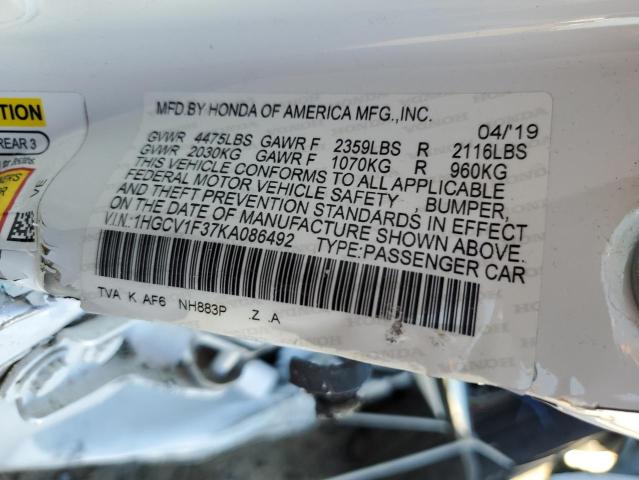 TION
REAR 3
MFD.BY HONDA OF AMERICA MFG.,INC. 04/'19
GVWR 4475LBS GAWR F 2359LBS R 2116LBS
GVWR 2030KG GAWR F 1070KG R 960KG
THIS VEHICLE CONFORMS TO ALL APPLICABLE
FEDERAL MOTOR VEHICLE SAFETY , BUMPER,
AND THEFT PREVENTION STANDARDS IN EFFECT
ON THE DATE OF MANUFACTURE SHOWN ABOVE.
V.I.N.:1HGCV1F37KA086492 TYPE:PASSENGER CAR
TVA K AF6 NH883P .Z .A